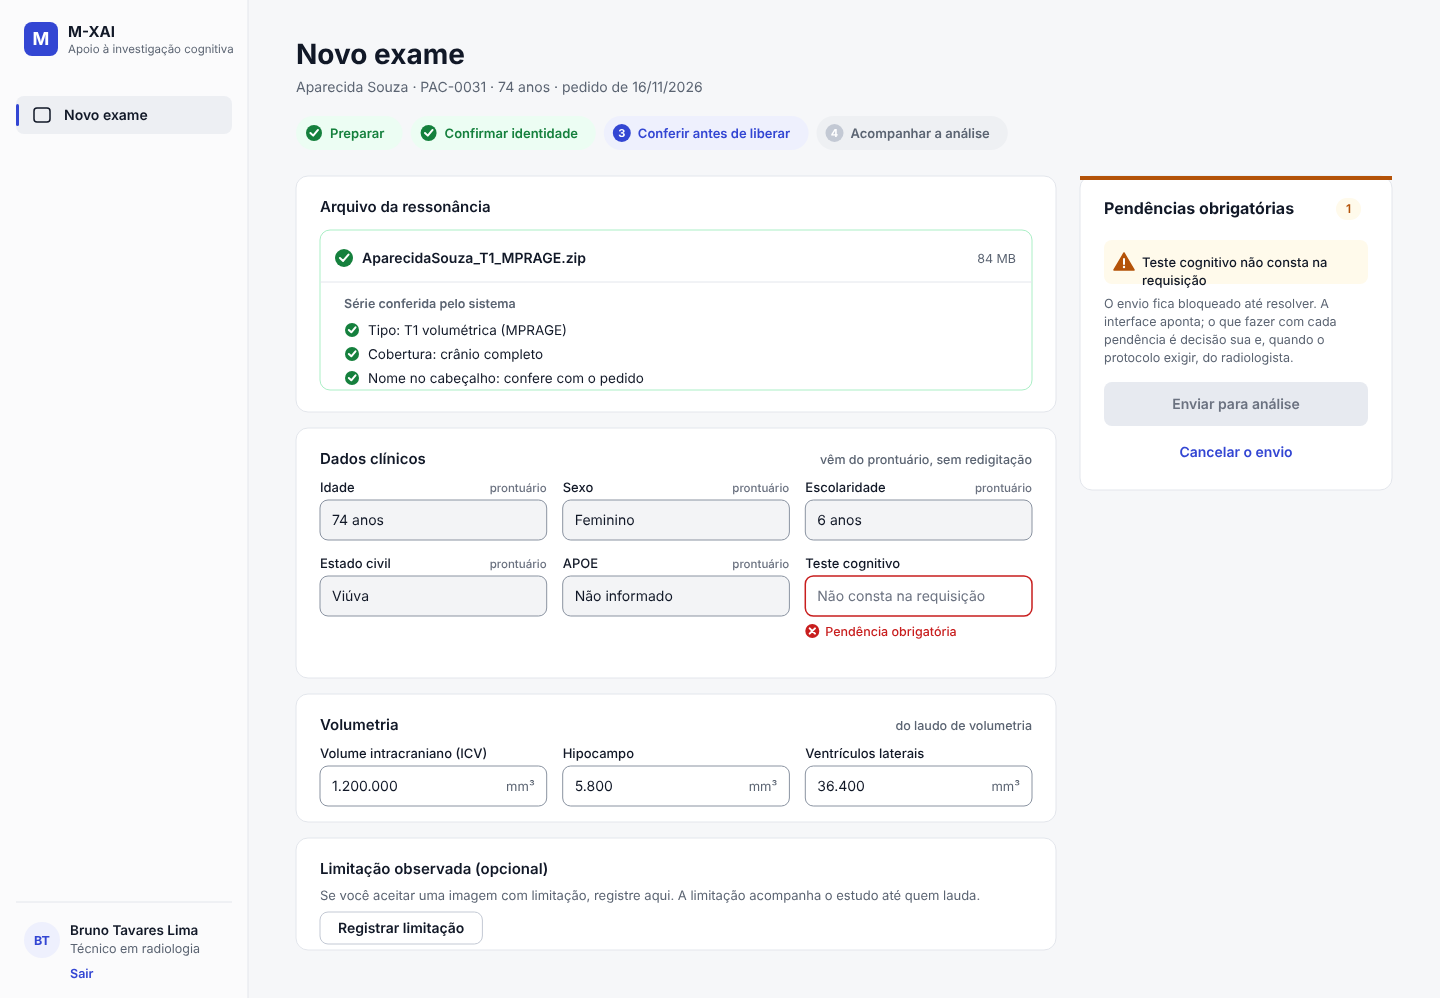 M
M-XAI
Apoio à investigação cognitiva
Novo exame
BT
Bruno Tavares Lima
Técnico em radiologia
Sair
Novo exame
Aparecida Souza · PAC-0031 · 74 anos · pedido de 16/11/2026
Preparar
Confirmar identidade
3 Conferir antes de liberar
4 Acompanhar a análise
Arquivo da ressonância
AparecidaSouza_T1_MPRAGE.zip 84 MB
Série conferida pelo sistema
Tipo: T1 volumétrica (MPRAGE)
Cobertura: crânio completo
Nome no cabeçalho: confere com o pedido
Dados clínicos vêm do prontuário, sem redigitação
Idade prontuário Sexo prontuário Escolaridade prontuário
74 anos Feminino 6 anos
Estado civil prontuário APOE prontuário Teste cognitivo
Viúva Não informado Não consta na requisição
Pendência obrigatória
Volumetria do laudo de volumetria
Volume intracraniano (ICV) Hipocampo Ventrículos laterais
1.200.000 mm³ 5.800 mm³ 36.400 mm³
Limitação observada (opcional)
Se você aceitar uma imagem com limitação, registre aqui. A limitação acompanha o estudo até quem lauda.
Registrar limitação
Pendências obrigatórias 1
Teste cognitivo não consta na
requisição
O envio fica bloqueado até resolver. A
interface aponta; o que fazer com cada
pendência é decisão sua e, quando o
protocolo exigir, do radiologista.
Enviar para análise
Cancelar o envio